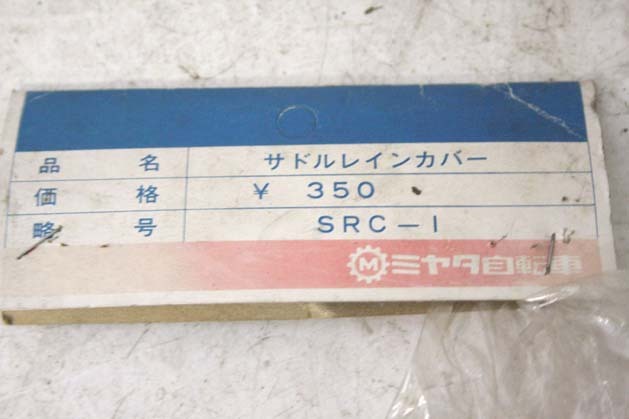 品 名 サドルレインカバー
価 格 ¥ 350
略 号 SRC-1
M ミヤタ自転車